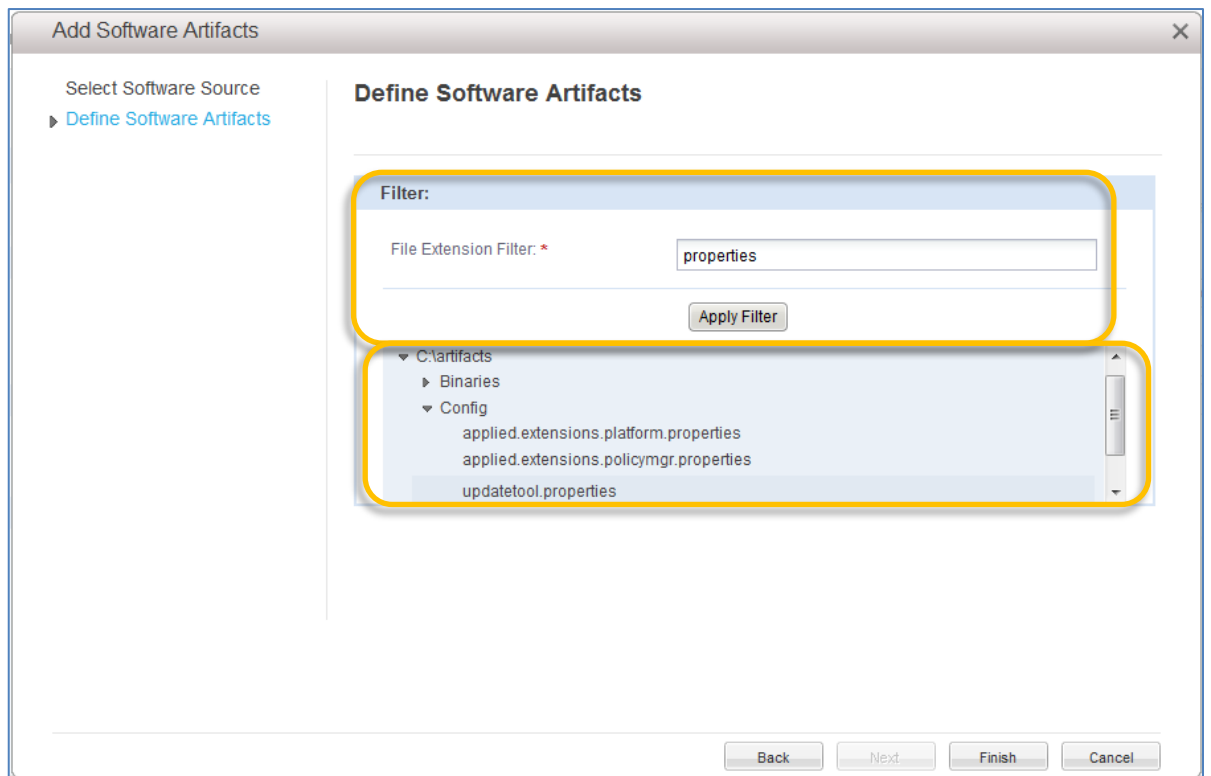 Add Software Artifacts
Select Software Source
Define Software Artifacts
Define Software Artifacts
Filter:
File Extension Filter: *
properties
Apply Filter
C:\artifacts
Binaries
Config
applied.extensions.platform.properties
applied.extensions.policymgr.properties
updatetool.properties
Back
Next
Finish
Cancel